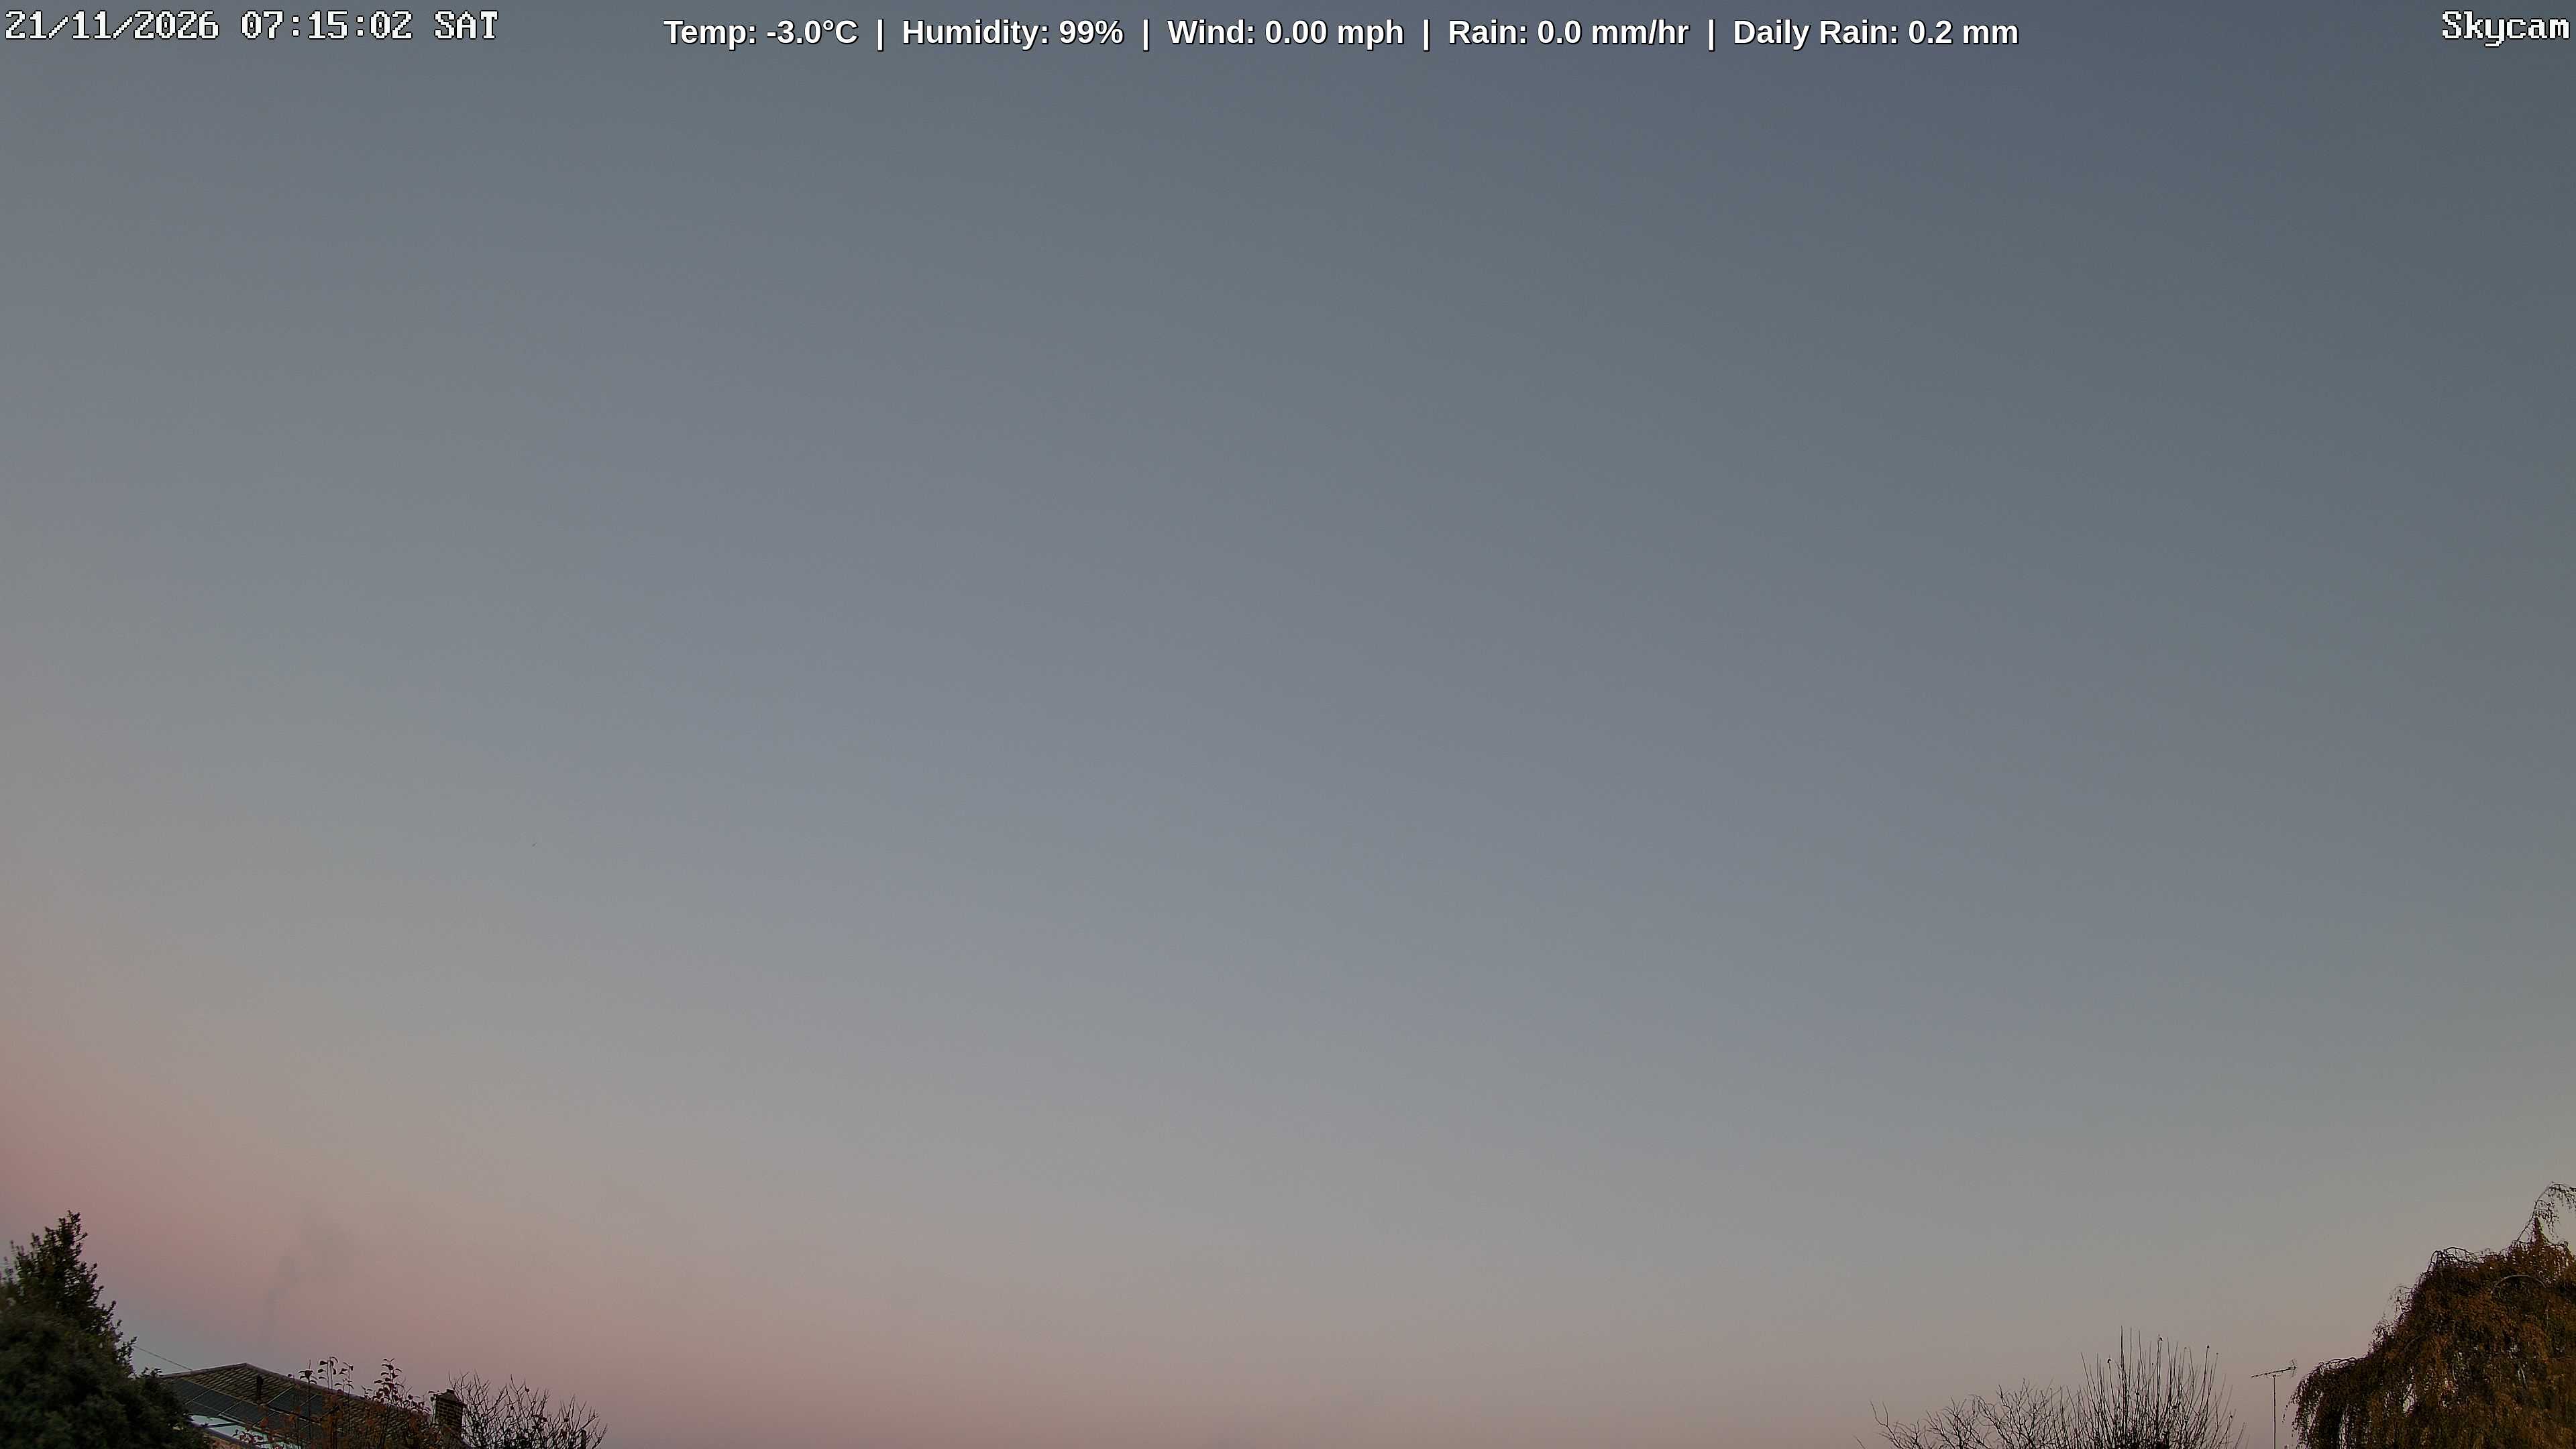 21/11/2026 07:15:02 SAT
Temp: -3.0°C | Humidity: 99% | Wind: 0.00 mph | Rain: 0.0 mm/hr | Daily Rain: 0.2 mm
Skycam